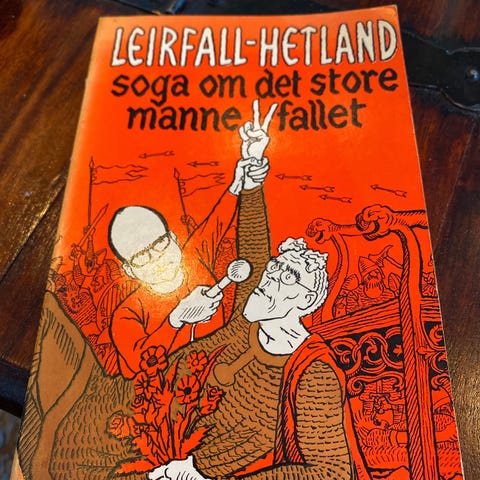 LEIRFALL-HETLAND
soga om det store
manne fallet